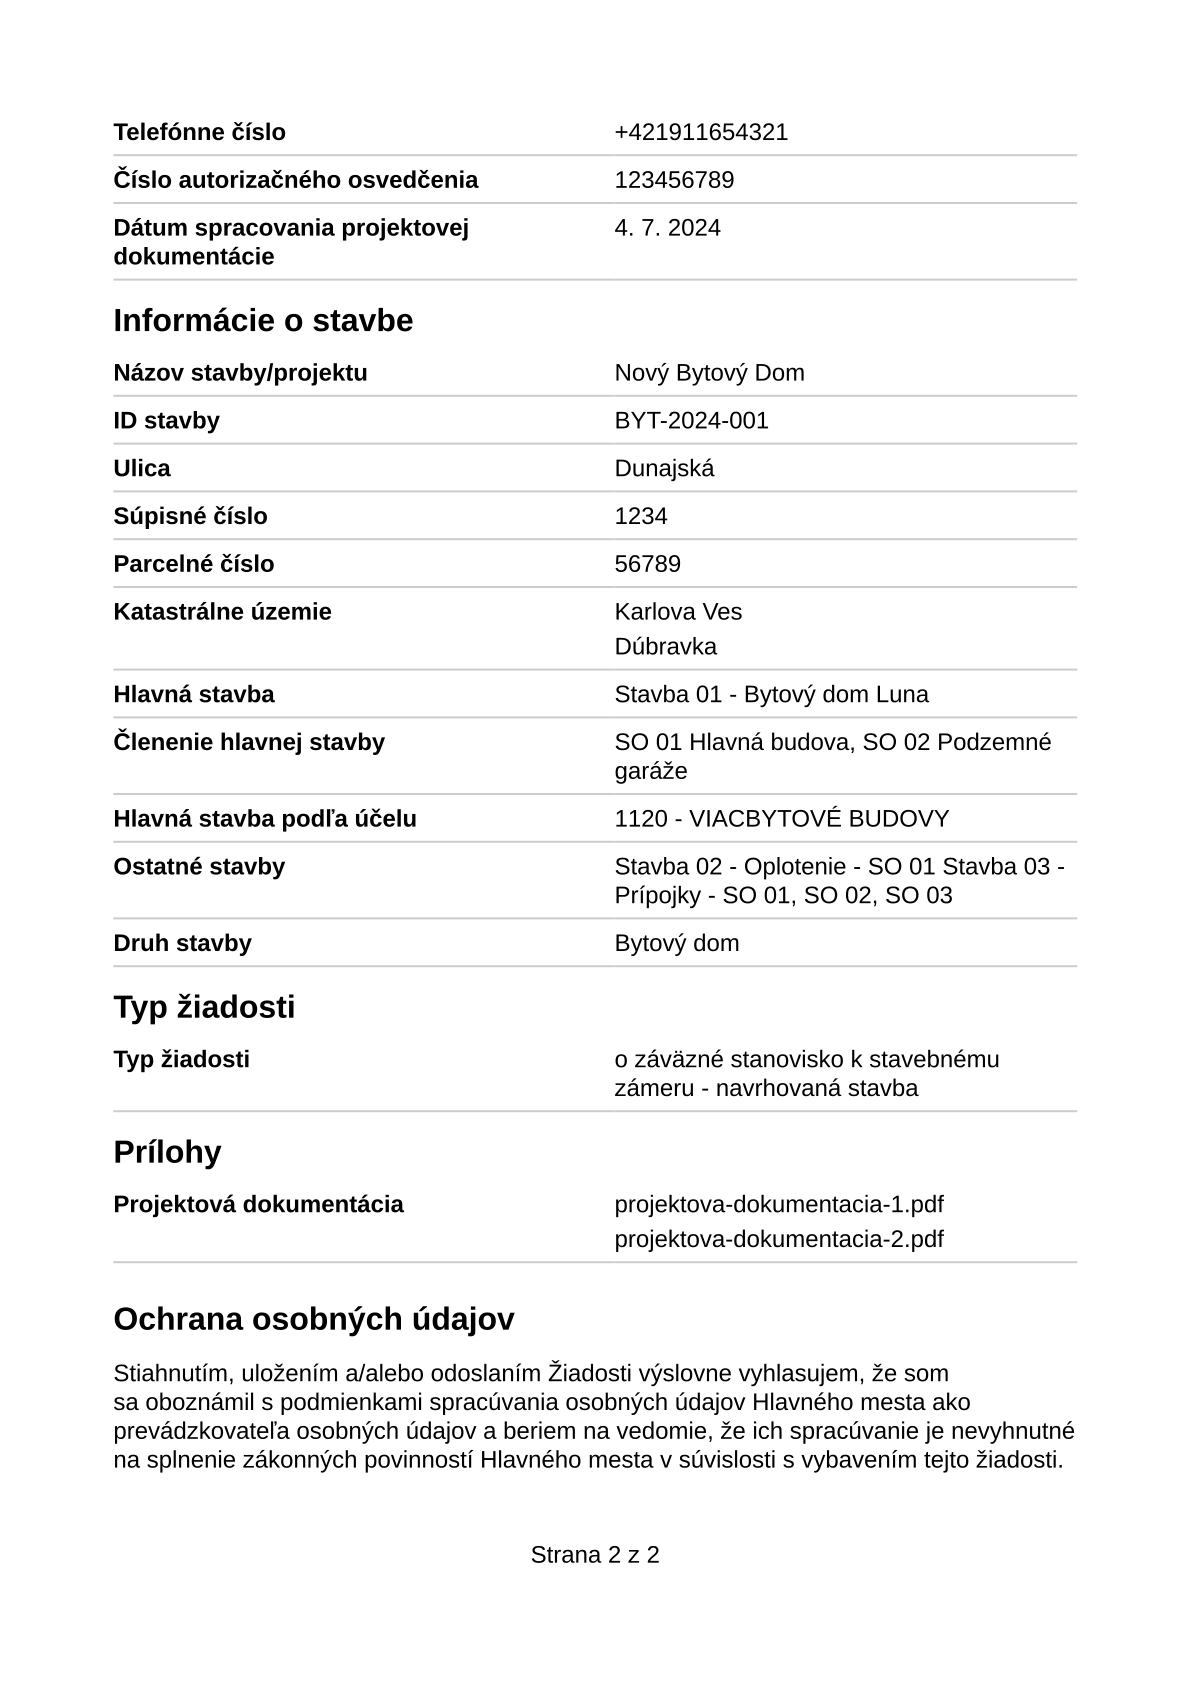 Telefónne číslo +421911654321
Číslo autorizačného osvedčenia 123456789
Dátum spracovania projektovej 4. 7. 2024
dokumentácie
Informácie o stavbe
Názov stavby/projektu Nový Bytový Dom
ID stavby BYT-2024-001
Ulica Dunajská
Súpisné číslo 1234
Parcelné číslo 56789
Katastrálne územie Karlova Ves
Dúbravka
Hlavná stavba Stavba 01 - Bytový dom Luna
Členenie hlavnej stavby SO 01 Hlavná budova, SO 02 Podzemné
garáže
Hlavná stavba podľa účelu 1120 - VIACBYTOVÉ BUDOVY
Ostatné stavby Stavba 02 - Oplotenie - SO 01 Stavba 03 -
Prípojky - SO 01, SO 02, SO 03
Druh stavby Bytový dom
Typ žiadosti
Typ žiadosti o záväzné stanovisko k stavebnému
zámeru - navrhovaná stavba
Prílohy
Projektová dokumentácia projektova-dokumentacia-1.pdf
projektova-dokumentacia-2.pdf
Ochrana osobných údajov
Stiahnutím, uložením a/alebo odoslaním Žiadosti výslovne vyhlasujem, že som
sa oboznámil s podmienkami spracúvania osobných údajov Hlavného mesta ako
prevádzkovateľa osobných údajov a beriem na vedomie, že ich spracúvanie je nevyhnutné
na splnenie zákonných povinností Hlavného mesta v súvislosti s vybavením tejto žiadosti.
Strana 2 z 2